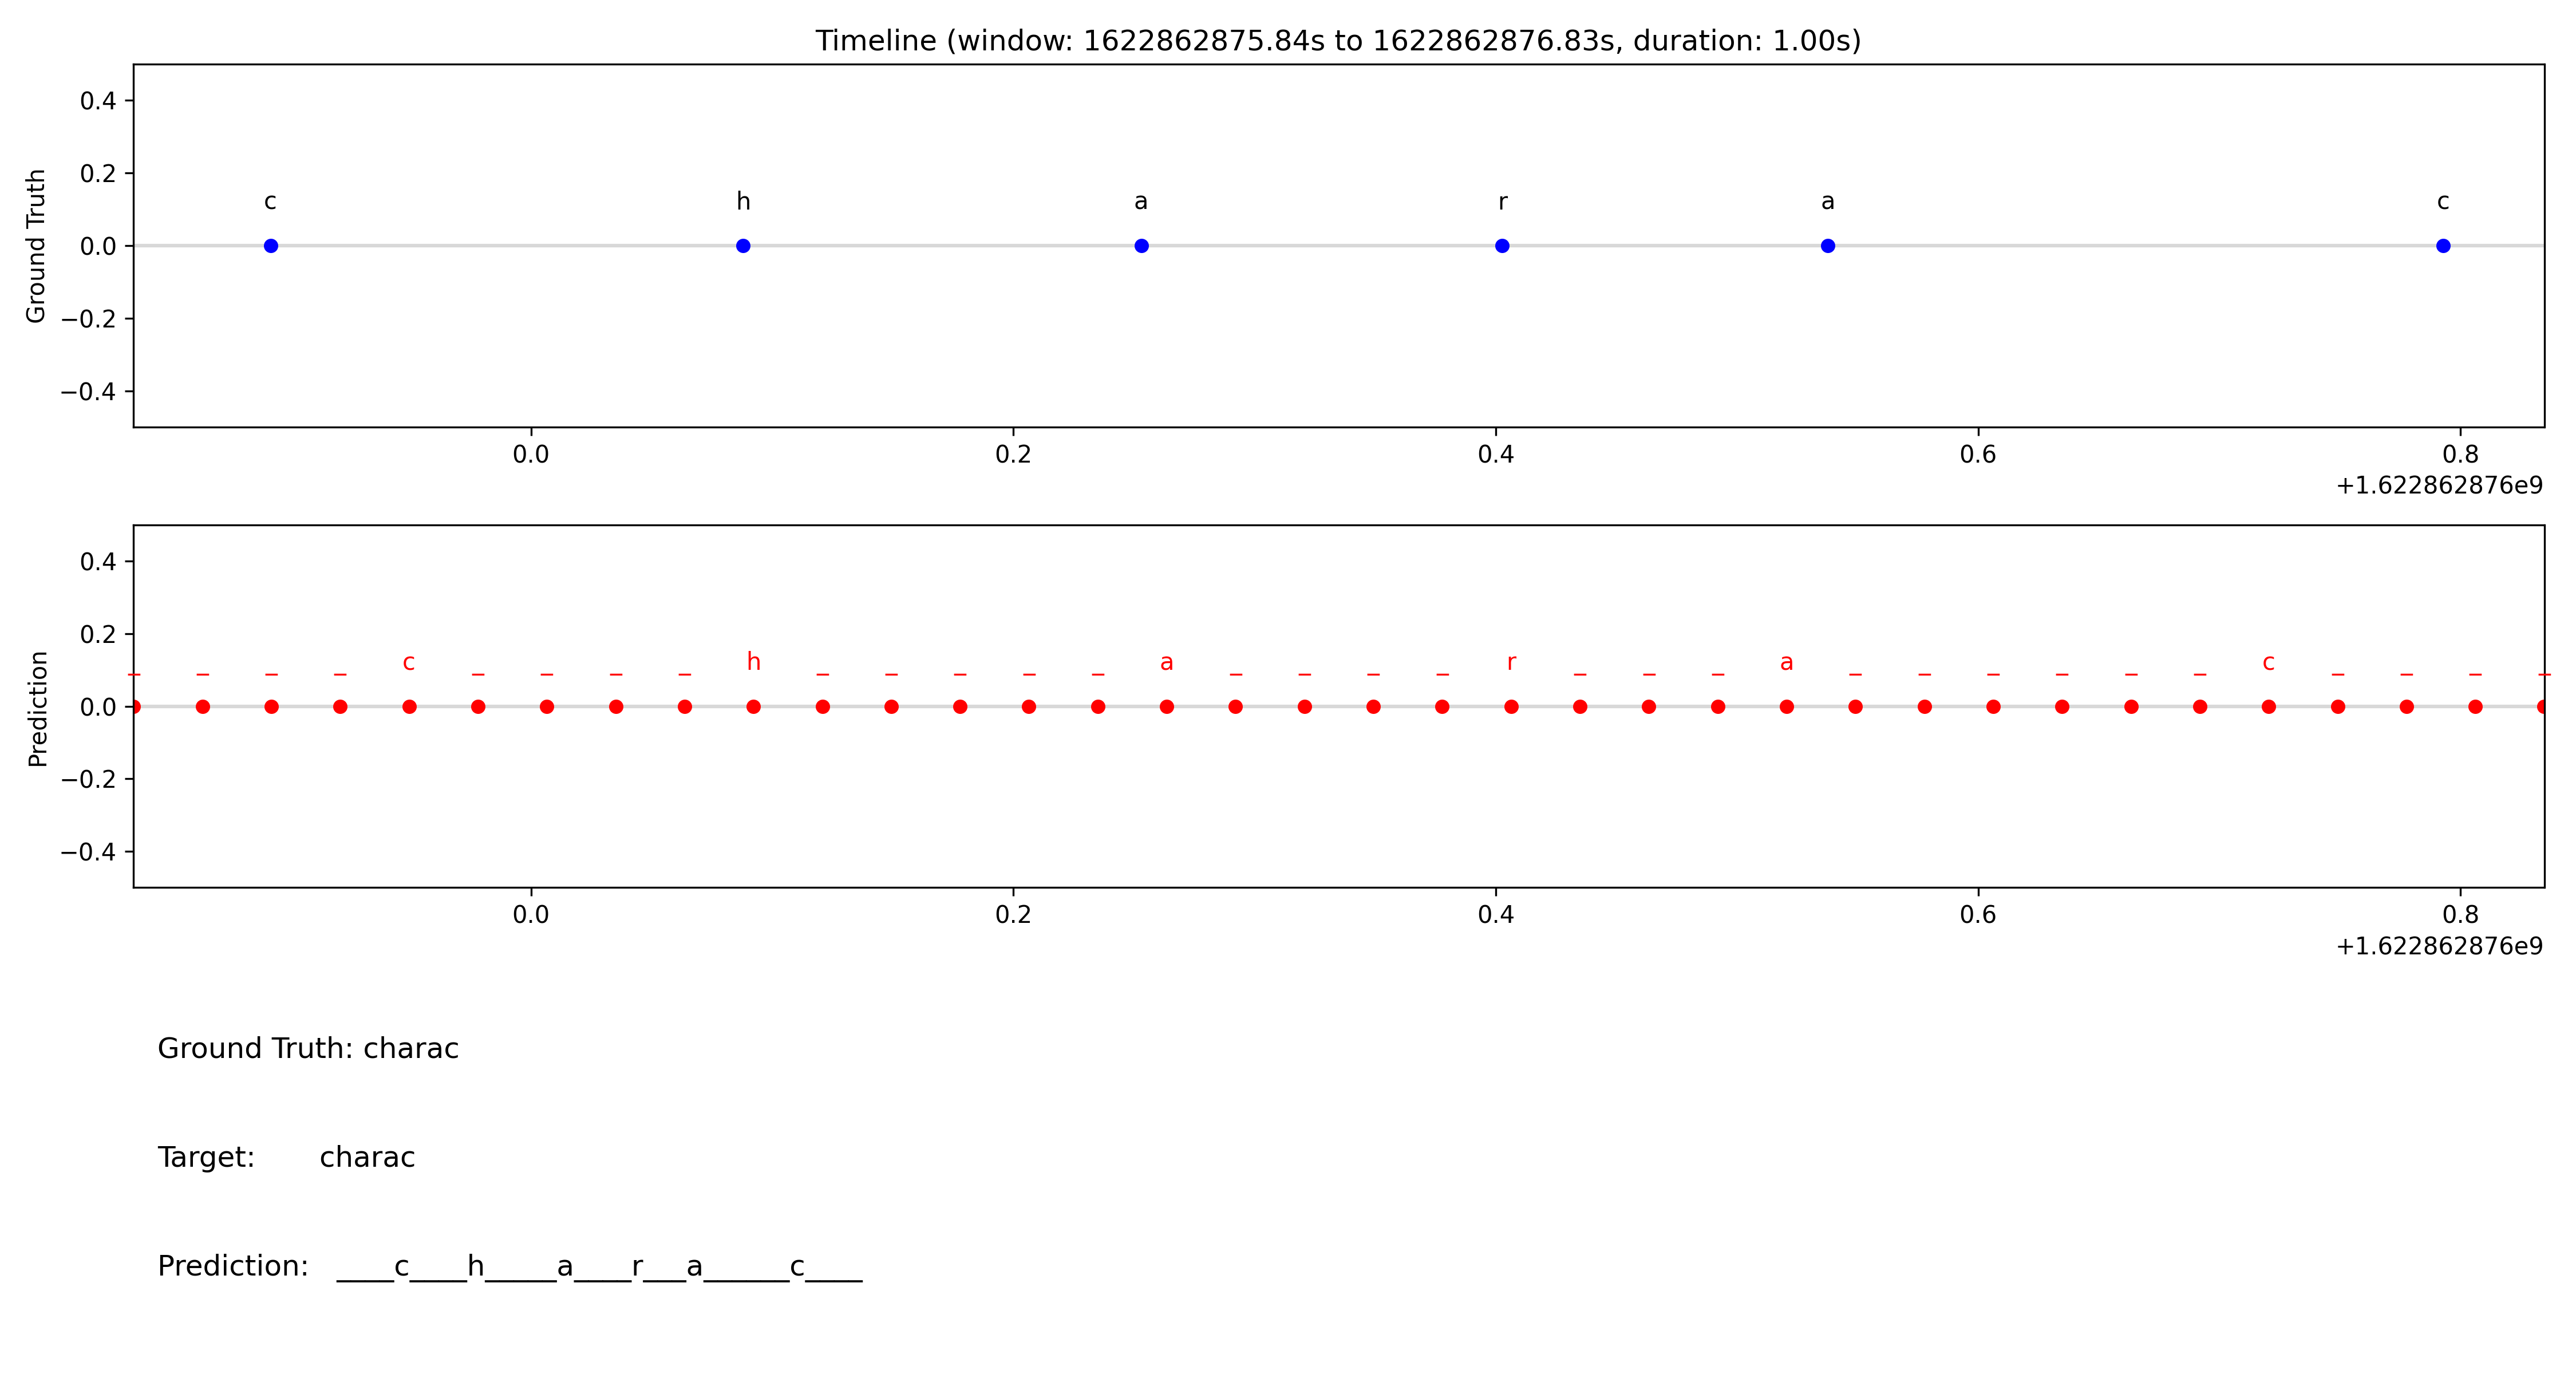 Timeline (window: 1622862875.84s to 1622862876.83s, duration: 1.00s)
Ground Truth
0.4
0.2
0.0
−0.2
−0.4
c h a r a c
0.0 0.2 0.4 0.6 0.8
+1.622862876e9
Prediction
0.4
0.2
0.0
−0.2
−0.4
_ _ _ _ c _ _ _ _ h _ _ _ _ _ a _ _ _ _ r _ _ _ a _ _ _ _ _ _ c _ _ _ _
0.0 0.2 0.4 0.6 0.8
+1.622862876e9
Ground Truth: charac
Target: charac
Prediction: ____c____h_____a____r___a______c____